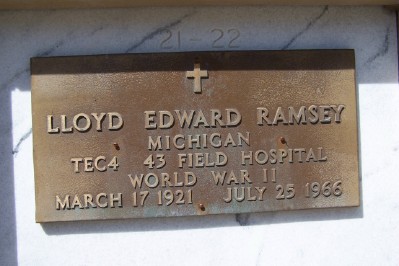 21-22
LLOYD EDWARD RAMSEY
MICHIGAN
TEC4 43 FIELD HOSPITAL
WORLD WAR II
MARCH 17 1921 JULY 25 1966